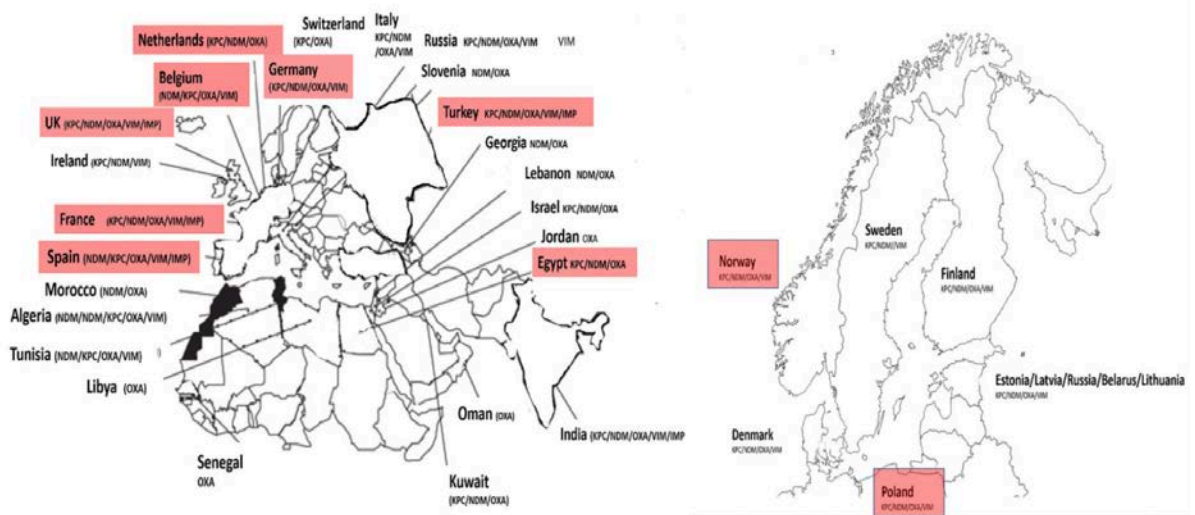 Switzerland
(KPC/OXA)
Italy
KPC/NDM
/OXA/VIM
Netherlands (KPC/NDM/OXA)
Russia KPC/NDM/OXA/VIM VIM
Germany
(KPC/NDM/OXA/VIM)
Slovenia NDM/OXA
Belgium
(NDM/KPC/OXA/VIM)
UK (KPC/NDM/OXA/VIM/IMP)
Turkey KPC/NDM/OXA/VIM/IMP
Georgia NDM/OXA
Ireland (KPC/NDM/VIM)
Lebanon NDM/OXA
Israel KPC/NDM/OXA
France (KPC/NDM/OXA/VIM/IMP)
Jordan OXA
Spain (NDM/KPC/OXA/VIM/IMP)
Egypt KPC/NDM/OXA
Morocco (NDM/OXA)
Algeria (NDM/NDM/KPC/OXA/VIM)
Tunisia (NDM/KPC/OXA/VIM)
Libya (OXA)
Oman (OXA)
India (KPC/NDM/OXA/VIM/IMP
Senegal
OXA
Kuwait
(KPC/NDM/OXA)
Sweden
KPC/NDM//VIM
Norway
KPC/NDM/OXA/VIM
Finland
KPC/NDM/OXA/VIM
Estonia/Latvia/Russia/Belarus/Lithuania
KPC/NDM/OXA/VIM
Denmark
KPC/NDM/OXA/VIM
Poland
KPC/NDM/OXA/VIM